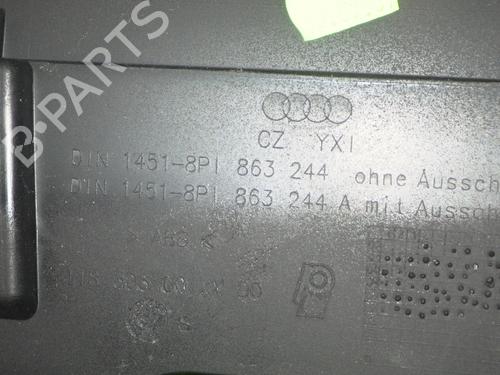 CZ YXI
DIN 1451-8P1 863 244 ohne Aussch
DIN 1451-8P1 863 244 A mit Aussch
B-PARTS